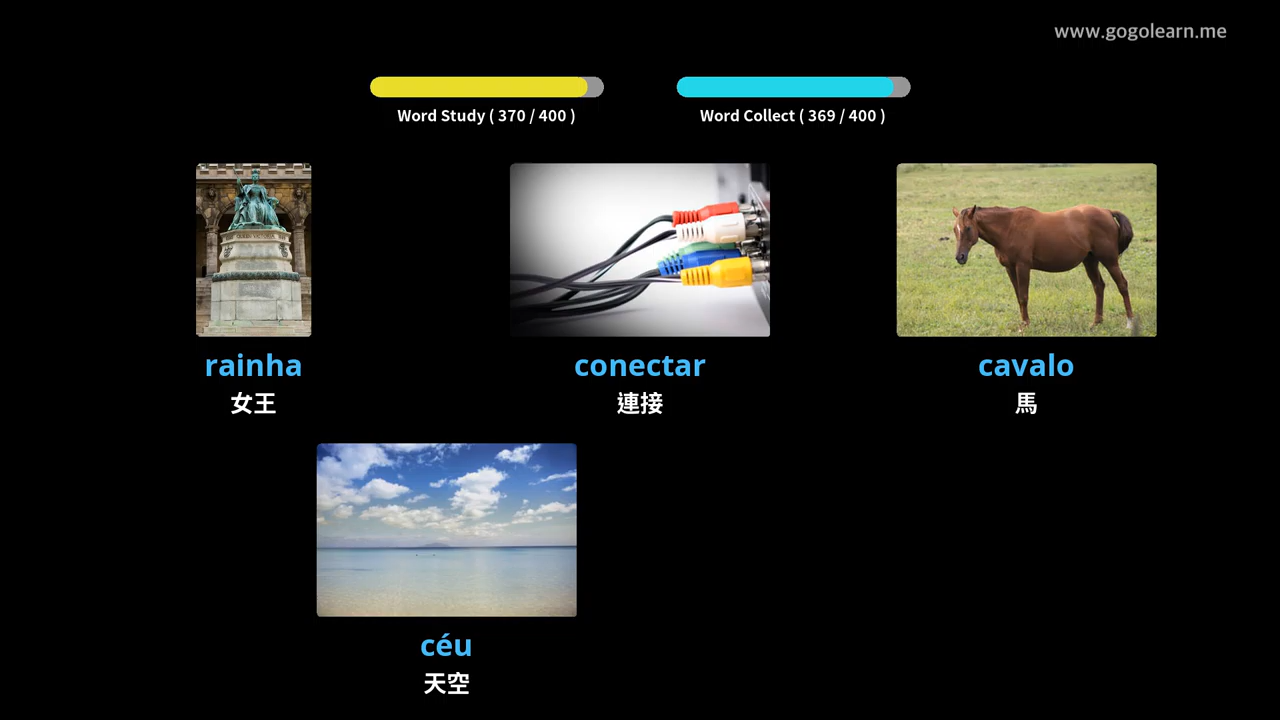 www.gogolearn.me
Word Study ( 370 / 400 )
Word Collect ( 369 / 400 )
rainha
女王
conectar
連接
cavalo
馬
céu
天空